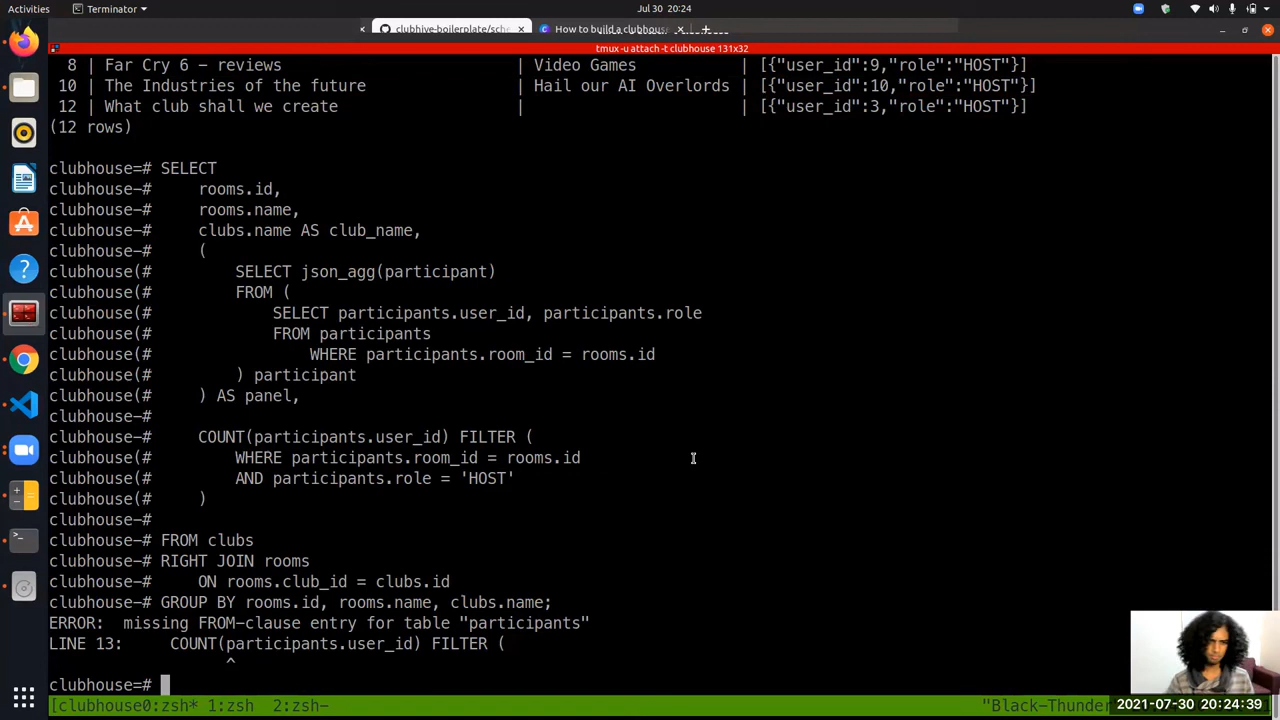 Activities
Terminator
Jul 30 20:24
clubhive-boilerplate/sche
How to build a clubhouse
tmux -u attach -t clubhouse 131x32
8 | Far Cry 6 - reviews | Video Games | [{"user_id":9,"role":"HOST"}]
10 | The Industries of the future | Hail our AI Overlords | [{"user_id":10,"role":"HOST"}]
12 | What club shall we create | | [{"user_id":3,"role":"HOST"}]
(12 rows)
clubhouse=# SELECT
clubhouse-# rooms.id,
clubhouse-# rooms.name,
clubhouse-# clubs.name AS club_name,
clubhouse-# (
clubhouse(# SELECT json_agg(participant)
clubhouse(# FROM (
clubhouse(# SELECT participants.user_id, participants.role
clubhouse(# FROM participants
clubhouse(# WHERE participants.room_id = rooms.id
clubhouse(# ) participant
clubhouse(# ) AS panel,
clubhouse-#
clubhouse-# COUNT(participants.user_id) FILTER (
clubhouse(# WHERE participants.room_id = rooms.id
clubhouse(# AND participants.role = 'HOST'
clubhouse(# )
clubhouse-#
clubhouse-# FROM clubs
clubhouse-# RIGHT JOIN rooms
clubhouse-# ON rooms.club_id = clubs.id
clubhouse-# GROUP BY rooms.id, rooms.name, clubs.name;
ERROR: missing FROM-clause entry for table "participants"
LINE 13: COUNT(participants.user_id) FILTER (
^
clubhouse=#
[clubhouse0:zsh* 1:zsh 2:zsh- "Black-Thunder
2021-07-30 20:24:39